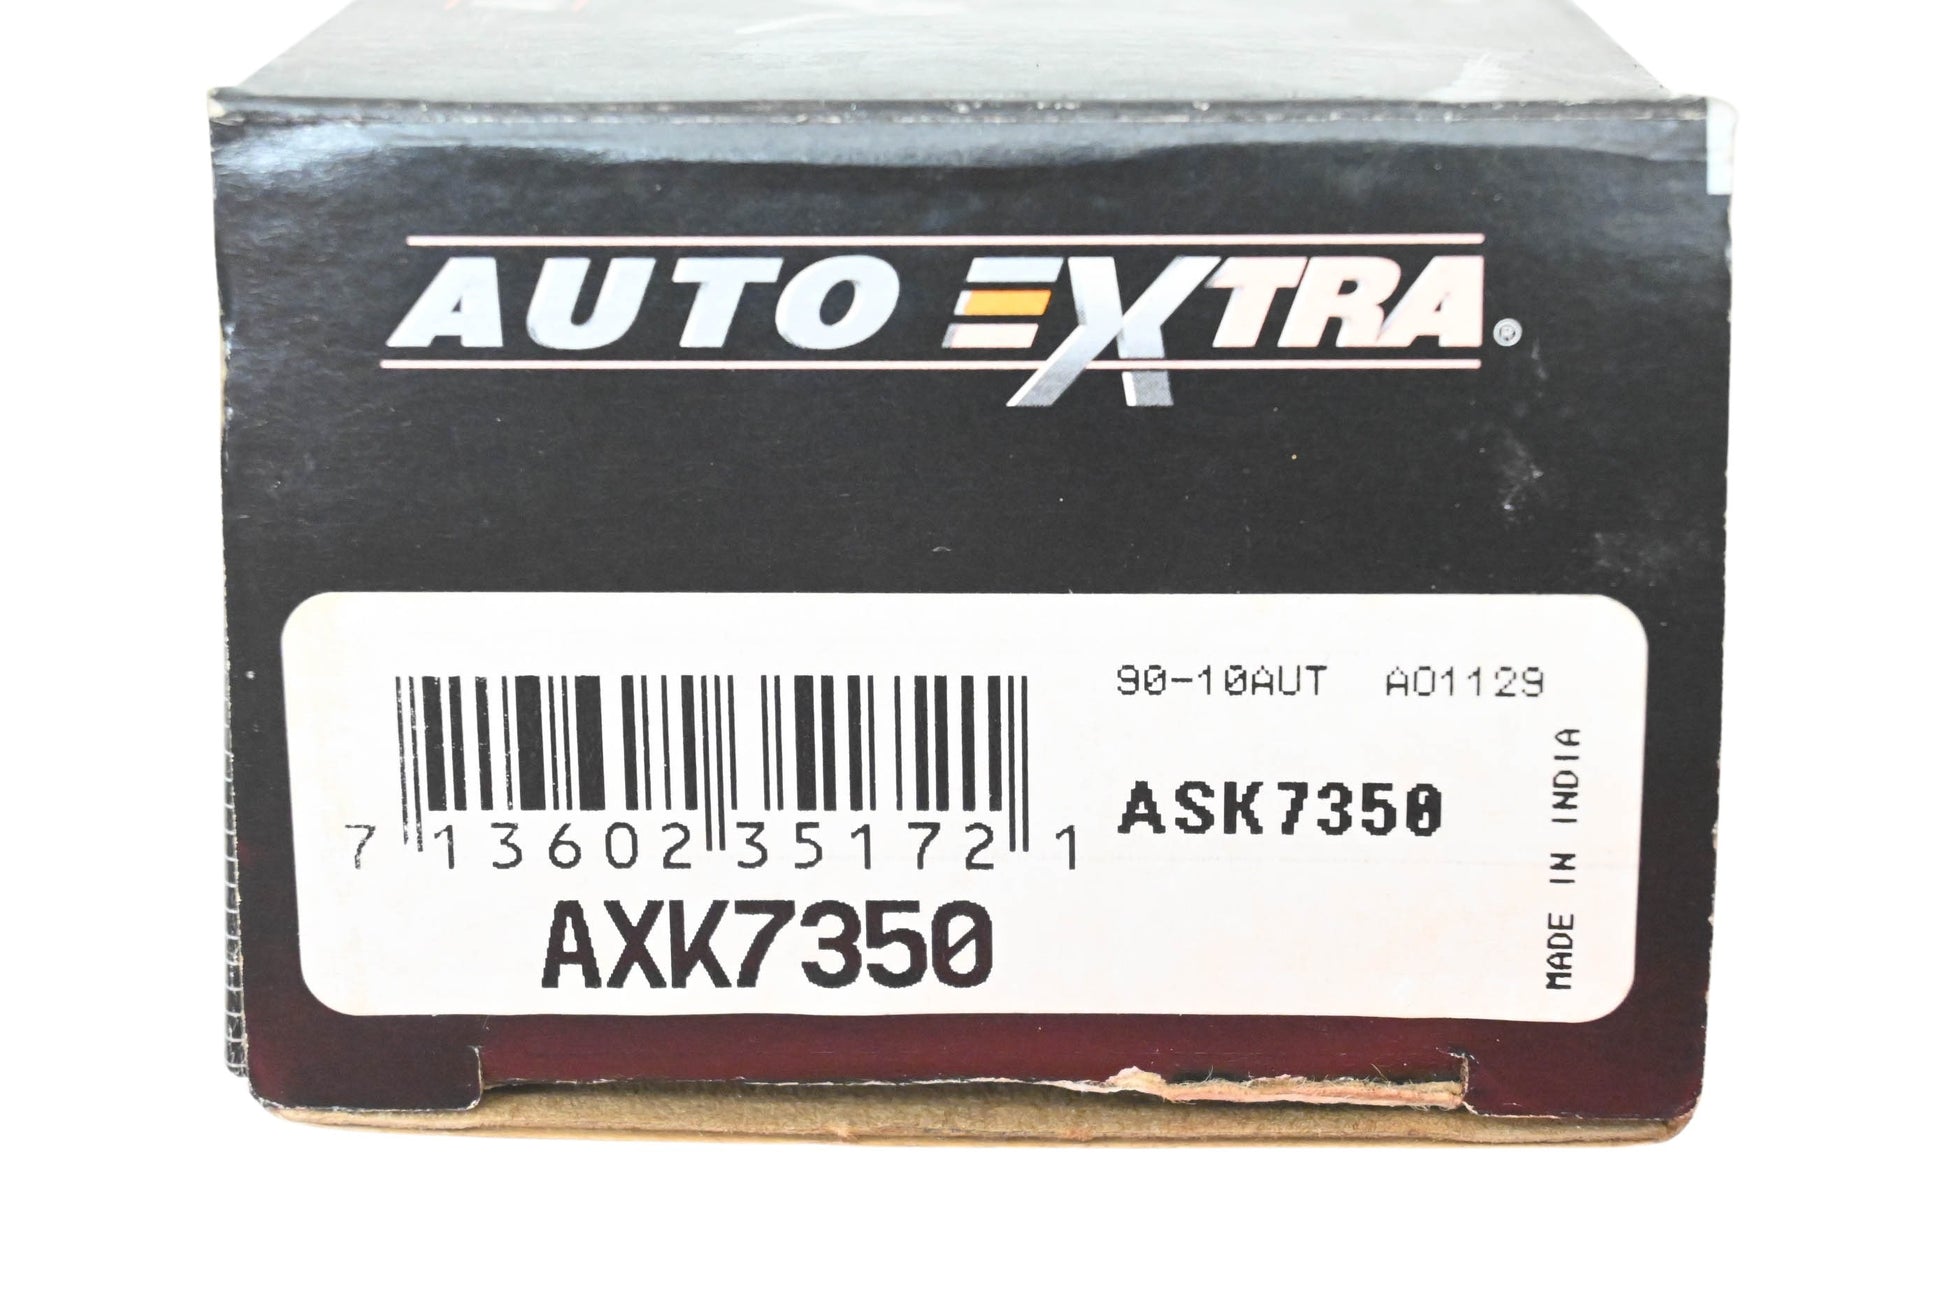 AUTO EXTRA ®
90-10AUT A01129
7 13602 35172 1
ASK7350
AXK7350
MADE IN INDIA